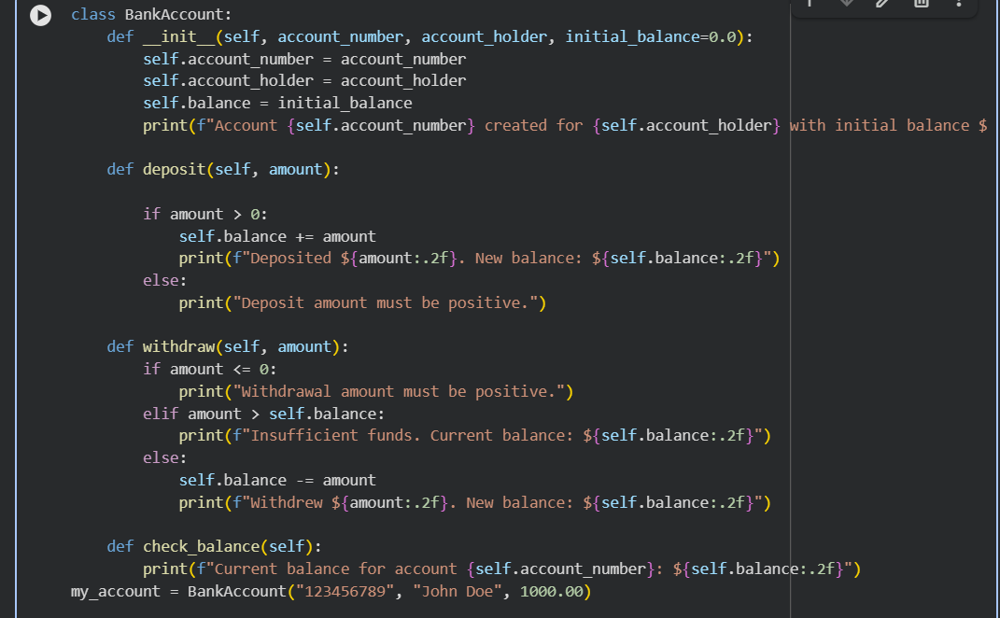 class BankAccount:
    def __init__(self, account_number, account_holder, initial_balance=0.0):
        self.account_number = account_number
        self.account_holder = account_holder
        self.balance = initial_balance
        print(f"Account {self.account_number} created for {self.account_holder} with initial balance $
    def deposit(self, amount):
        if amount > 0:
            self.balance += amount
            print(f"Deposited ${amount:.2f}. New balance: ${self.balance:.2f}")
        else:
            print("Deposit amount must be positive.")
    def withdraw(self, amount):
        if amount <= 0:
            print("Withdrawal amount must be positive.")
        elif amount > self.balance:
            print(f"Insufficient funds. Current balance: ${self.balance:.2f}")
        else:
            self.balance -= amount
            print(f"Withdrew ${amount:.2f}. New balance: ${self.balance:.2f}")
    def check_balance(self):
        print(f"Current balance for account {self.account_number}: ${self.balance:.2f}")
my_account = BankAccount("123456789", "John Doe", 1000.00)